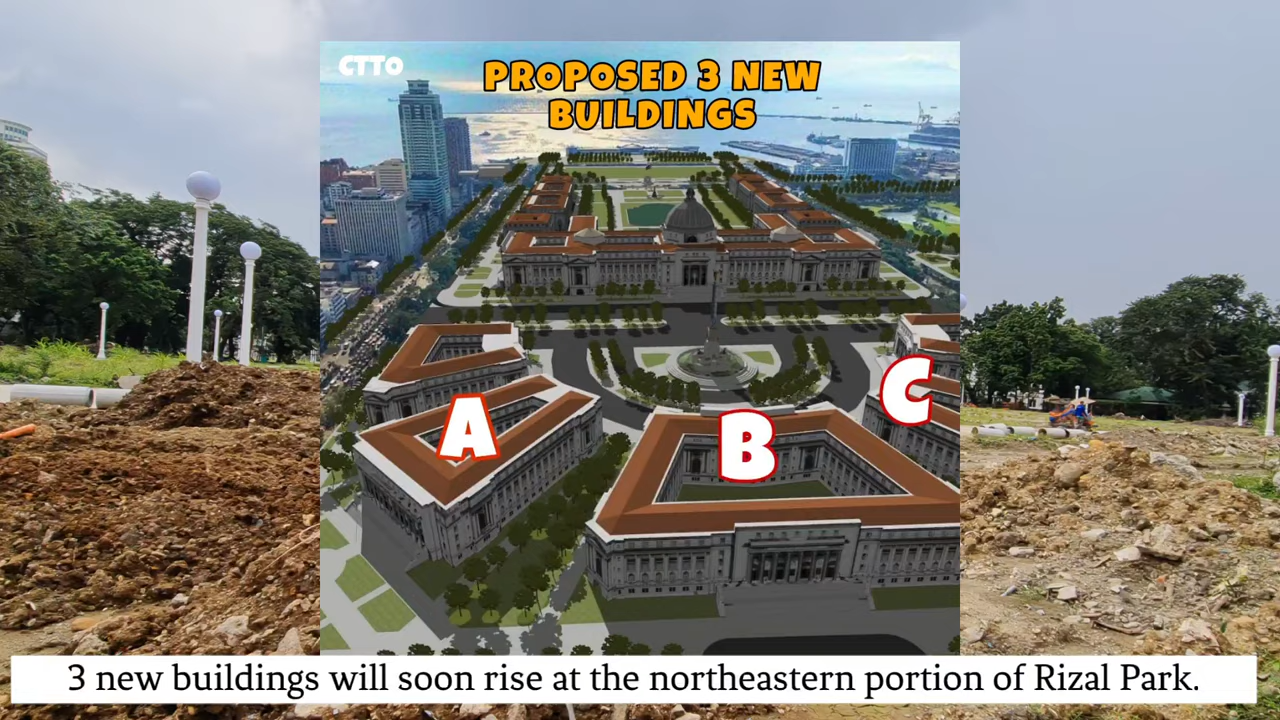 CTTO
PROPOSED 3 NEW
BUILDINGS
A
B
C
3 new buildings will soon rise at the northeastern portion of Rizal Park.